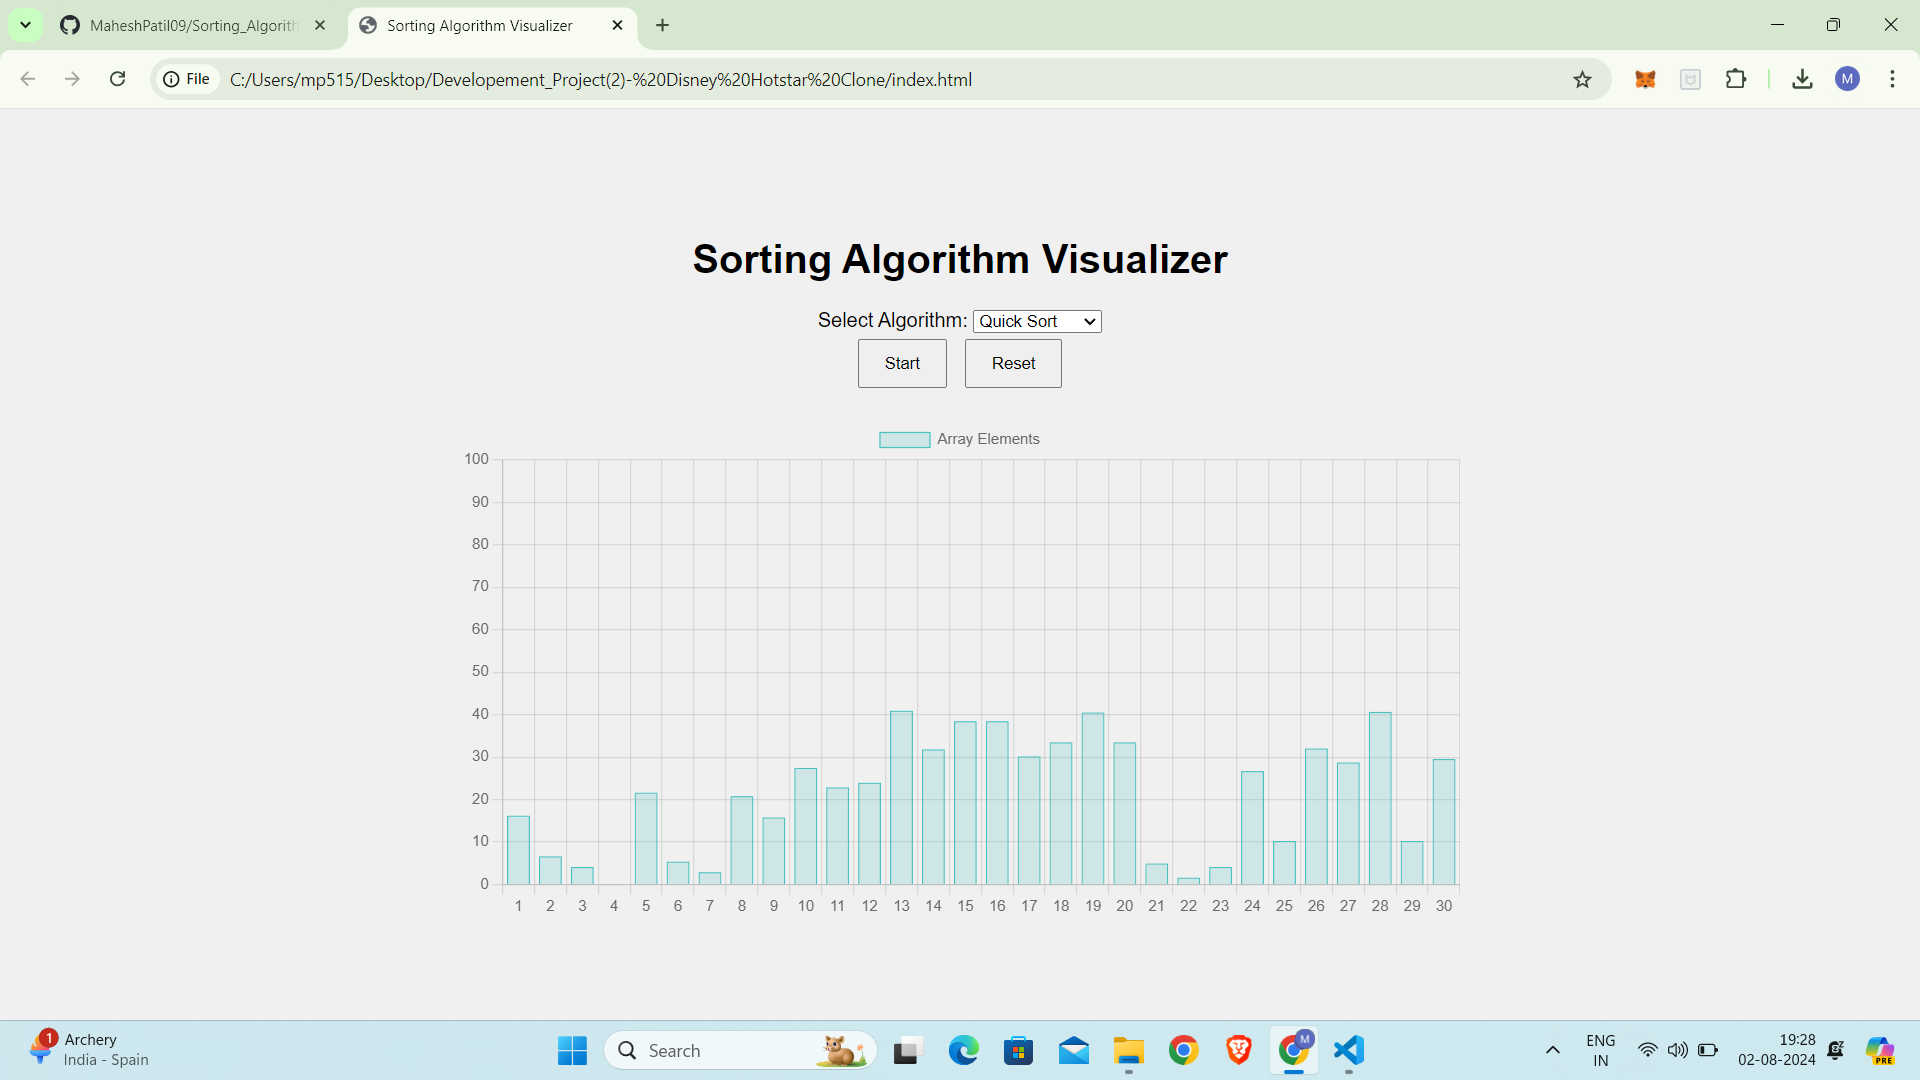 MaheshPatil09/Sorting_Algorith
Sorting Algorithm Visualizer
File
C:/Users/mp515/Desktop/Developement_Project(2)-%20Disney%20Hotstar%20Clone/index.html
M
Sorting Algorithm Visualizer
Select Algorithm: Quick Sort
Start Reset
Array Elements
100
90
80
70
60
50
40
30
20
10
0
1 2 3 4 5 6 7 8 9 10 11 12 13 14 15 16 17 18 19 20 21 22 23 24 25 26 27 28 29 30
1
Archery
India - Spain
Search
M
ENG
IN
19:28
02-08-2024
PRE